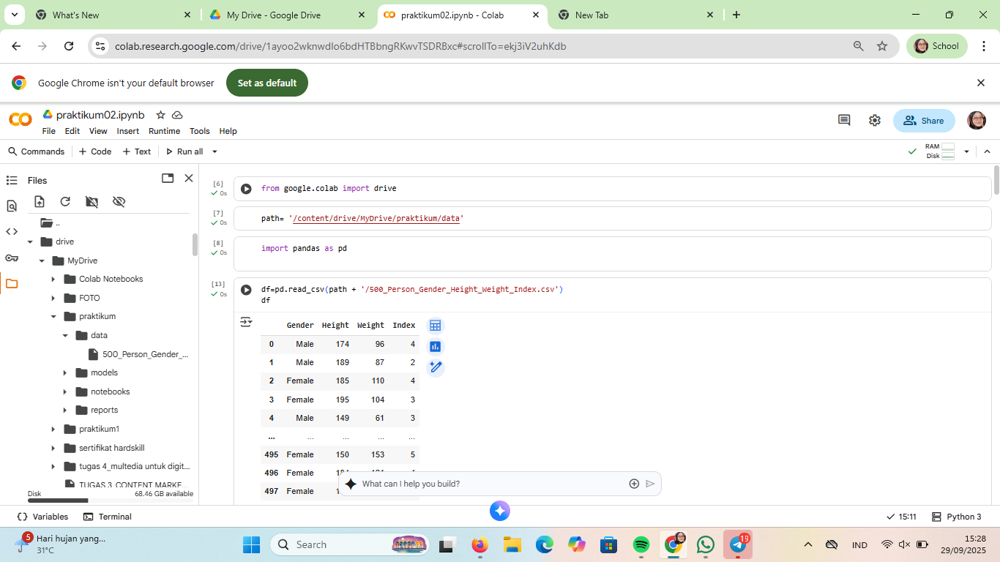 What's New
My Drive - Google Drive
praktikum02.ipynb - Colab
New Tab
colab.research.google.com/drive/1ayoo2wknwdlo6bdHTBbngRKwvTSDRBxc#scrollTo=ekj3iV2uhKdb
School
Google Chrome isn't your default browser
Set as default
praktikum02.ipynb
File Edit View Insert Runtime Tools Help
Share
Commands + Code + Text Run all
RAM
Disk
Files
..
drive
MyDrive
Colab Notebooks
FOTO
praktikum
data
500_Person_Gender_...
models
notebooks
reports
praktikum1
sertifikat hardskill
tugas 4_multedia untuk digit...
TUGAS 3_CONTENT MARKE...
Disk 68.46 GB available
[6] from google.colab import drive
0s
[7] path= '/content/drive/MyDrive/praktikum/data'
0s
[8] import pandas as pd
0s
[13] df=pd.read_csv(path + '/500_Person_Gender_Height_Weight_Index.csv')
0s df
Gender Height Weight Index
0 Male 174 96 4
1 Male 189 87 2
2 Female 185 110 4
3 Female 195 104 3
4 Male 149 61 3
... ... ... ... ...
495 Female 150 153 5
496 Female
497 Female
What can I help you build?
Variables Terminal
15:11 Python 3
5 Hari hujan yang...
31°C
Search
19
IND
15:28
29/09/2025